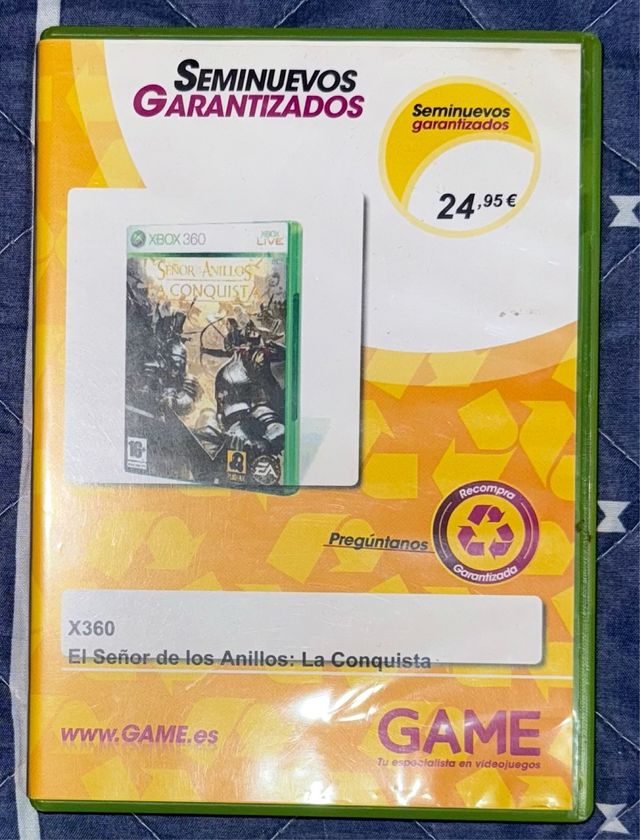 SEMINUEVOS
GARANTIZADOS
Seminuevos
garantizados
24,95 €
XBOX 360
XBOX
LIVE
SEÑOR DE LOS ANILLOS
LA CONQUISTA
16+
EA
Recompra
Pregúntanos
Garantizada
X360
El Señor de los Anillos: La Conquista
www.GAME.es
GAME
Tu especialista en videojuegos